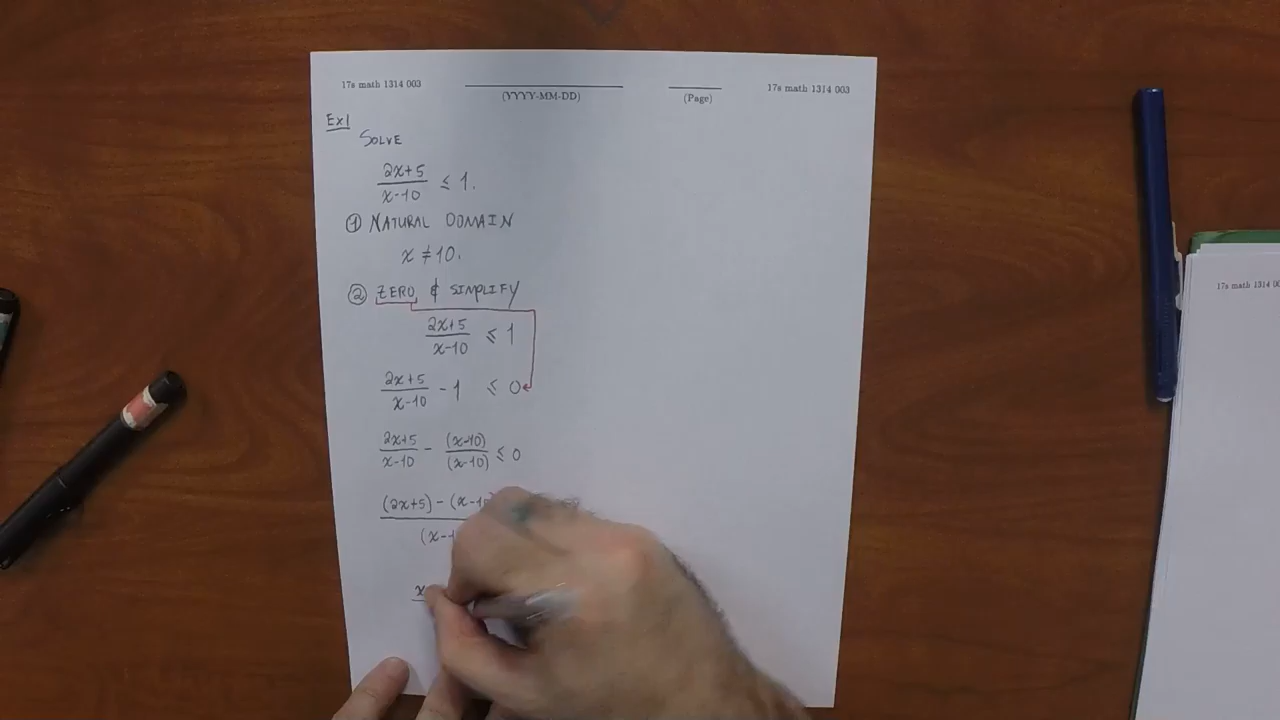 17s math 1314 003 (YYYY-MM-DD) (Page) 17s math 1314 003
Ex1
SOLVE
(2x+5)/(x-10) ≤ 1.
① NATURAL DOMAIN
x ≠ 10.
② ZERO & SIMPLIFY
(2x+5)/(x-10) ≤ 1
(2x+5)/(x-10) - 1 ≤ 0
(2x+5)/(x-10) - (x-10)/(x-10) ≤ 0
(2x+5) - (x-10
(x-1
x
17s math 1314